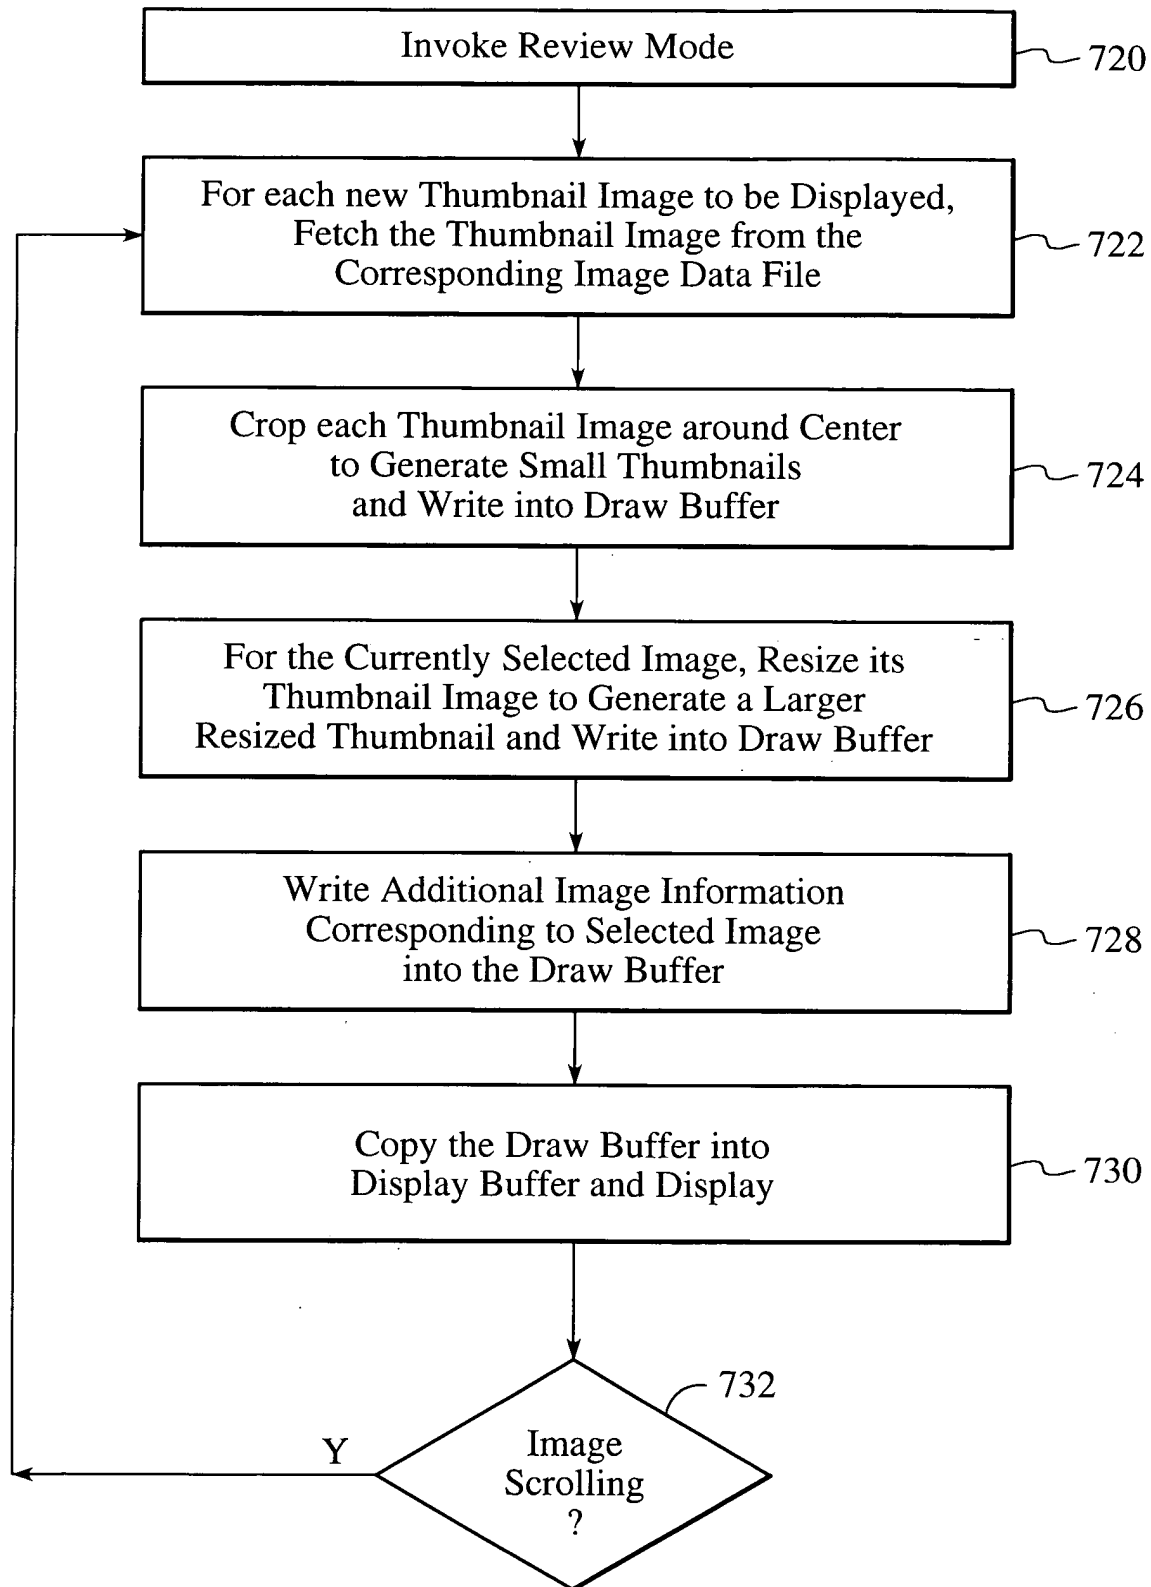 Invoke Review Mode
720
For each new Thumbnail Image to be Displayed,
Fetch the Thumbnail Image from the
Corresponding Image Data File
722
Crop each Thumbnail Image around Center
to Generate Small Thumbnails
and Write into Draw Buffer
724
For the Currently Selected Image, Resize its
Thumbnail Image to Generate a Larger
Resized Thumbnail and Write into Draw Buffer
726
Write Additional Image Information
Corresponding to Selected Image
into the Draw Buffer
728
Copy the Draw Buffer into
Display Buffer and Display
730
732
Y
Image
Scrolling
?